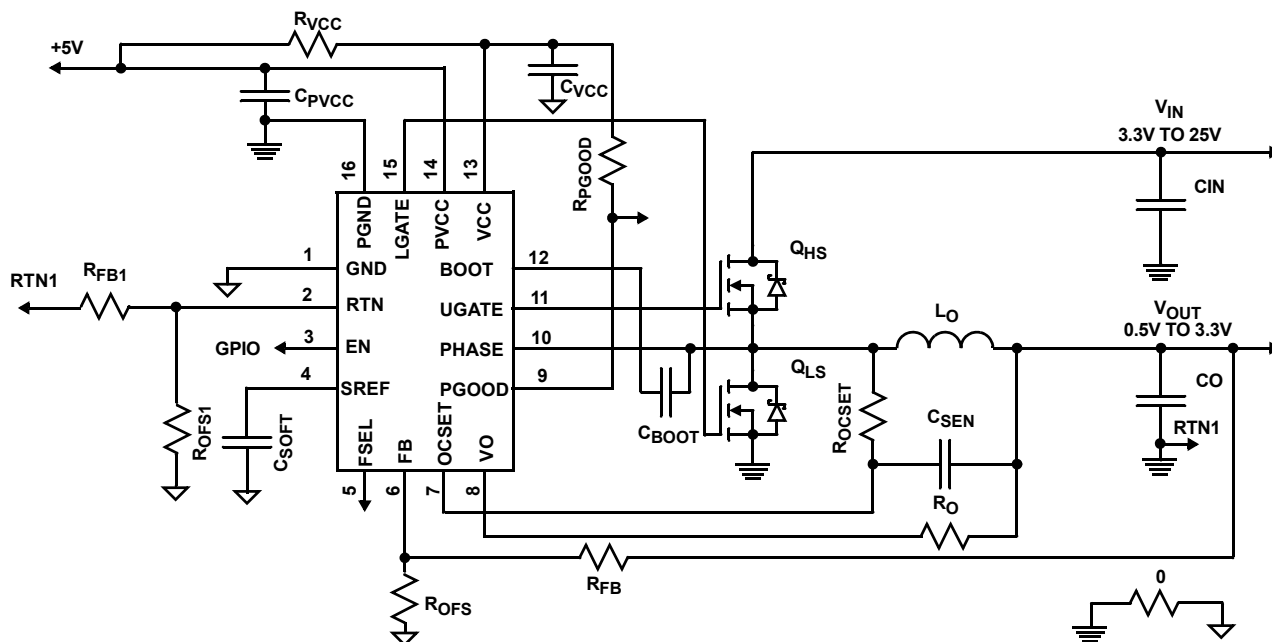 RVCC
+5V
CPVCC
CVCC
RPGOOD
VIN
3.3V TO 25V
CIN
16
15
14
13
PGND
LGATE
PVCC
VCC
1
GND
BOOT
12
QHS
RTN1
RFB1
2
RTN
UGATE
11
LO
VOUT
0.5V TO 3.3V
GPIO
3
EN
PHASE
10
QLS
4
SREF
PGOOD
9
CO
ROFS1
CSOFT
FSEL
FB
OCSET
VO
CBOOT
ROCSET
CSEN
RTN1
5
6
7
8
RO
RFB
ROFS
0